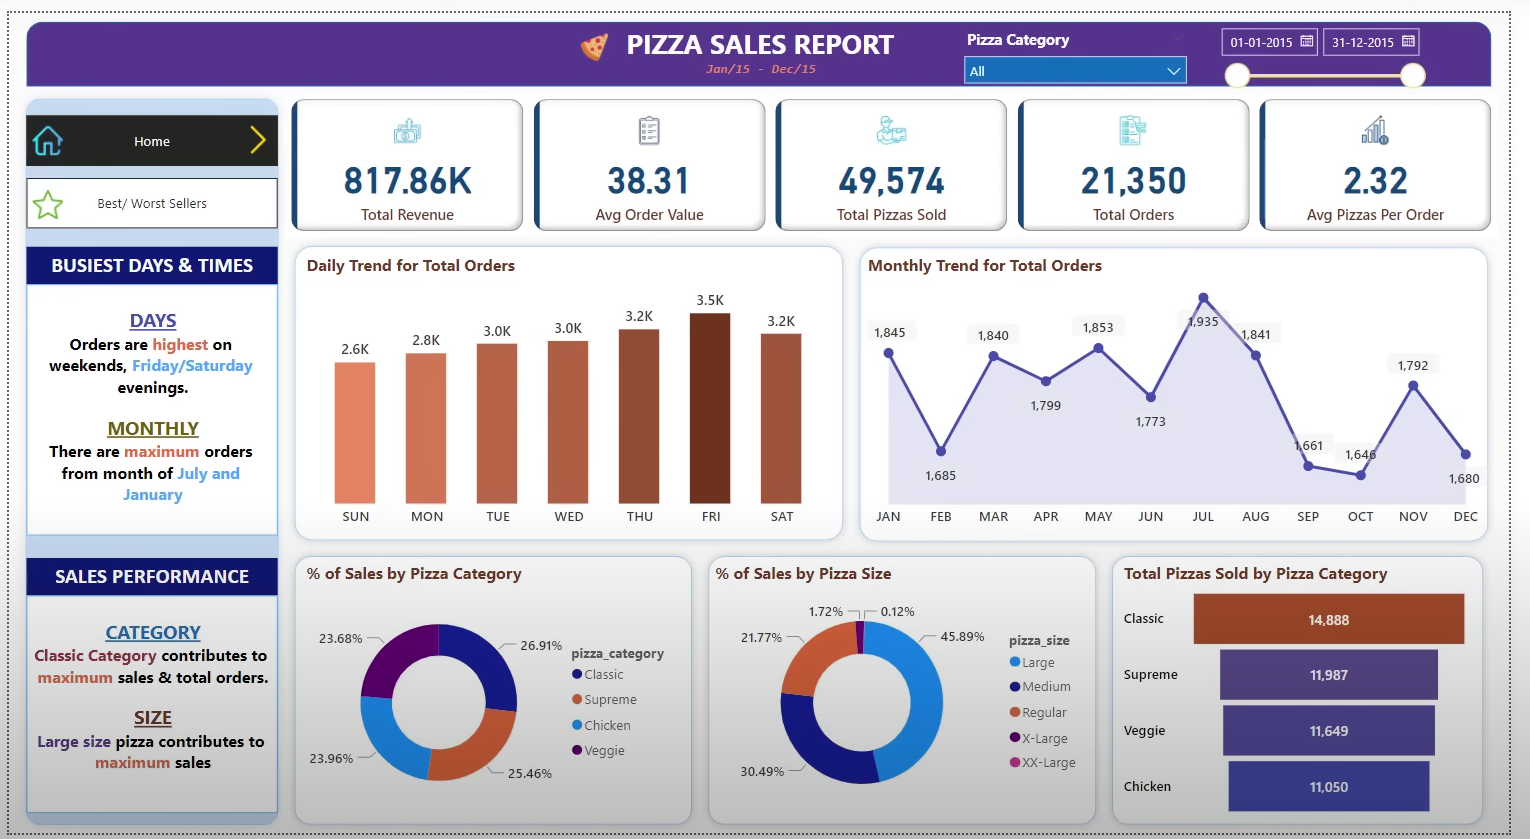 PIZZA SALES REPORT
Jan/15 - Dec/15
Pizza Category
All
01-01-2015
31-12-2015
Home
Best/ Worst Sellers
817.86K
Total Revenue
38.31
Avg Order Value
49,574
Total Pizzas Sold
21,350
Total Orders
2.32
Avg Pizzas Per Order
BUSIEST DAYS & TIMES
DAYS
Orders are highest on
weekends, Friday/Saturday
evenings.
MONTHLY
There are maximum orders
from month of July and
January
SALES PERFORMANCE
CATEGORY
Classic Category contributes to
maximum sales & total orders.
SIZE
Large size pizza contributes to
maximum sales
Daily Trend for Total Orders
2.6K
2.8K
3.0K
3.0K
3.2K
3.5K
3.2K
SUN MON TUE WED THU FRI SAT
Monthly Trend for Total Orders
1,845
1,685
1,840
1,799
1,853
1,773
1,935
1,841
1,661
1,646
1,792
1,680
JAN FEB MAR APR MAY JUN JUL AUG SEP OCT NOV DEC
% of Sales by Pizza Category
23.68%
26.91%
23.96%
25.46%
pizza_category
Classic
Supreme
Chicken
Veggie
% of Sales by Pizza Size
1.72%
0.12%
21.77%
45.89%
30.49%
pizza_size
Large
Medium
Regular
X-Large
XX-Large
Total Pizzas Sold by Pizza Category
Classic 14,888
Supreme 11,987
Veggie 11,649
Chicken 11,050